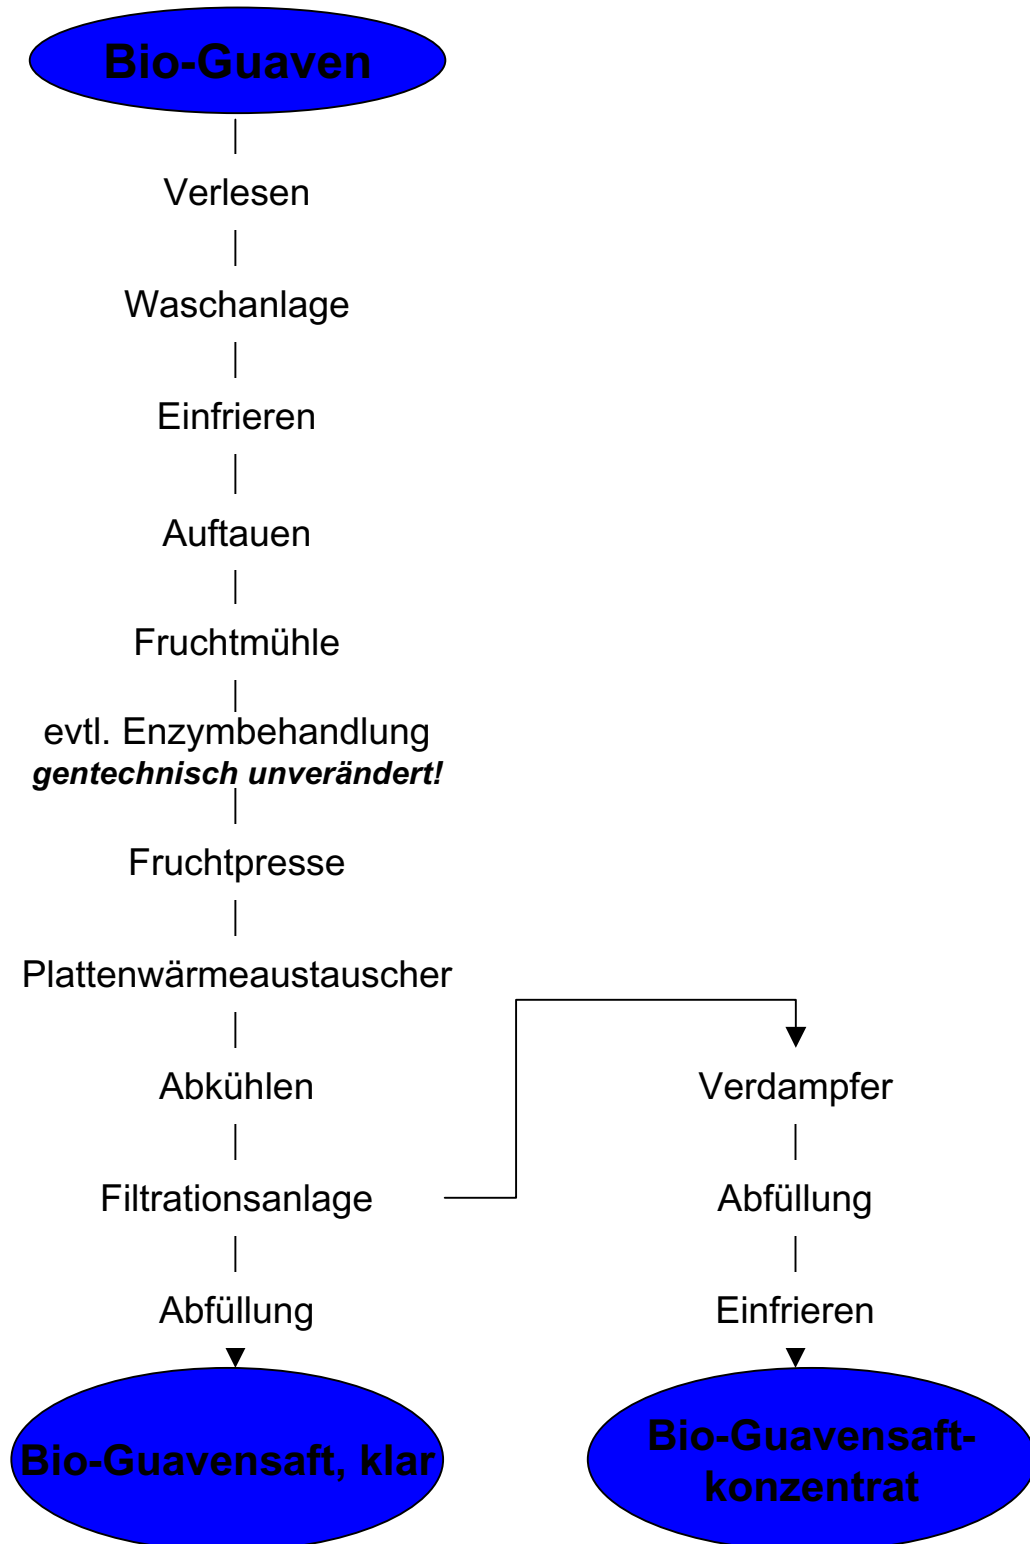 Bio-Guaven
Verlesen
Waschanlage
Einfrieren
Auftauen
Fruchtmühle
evtl. Enzymbehandlung
gentechnisch unverändert!
Fruchtpresse
Plattenwärmeaustauscher
Abkühlen
Filtrationsanlage
Abfüllung
Bio-Guavensaft, klar
Verdampfer
Abfüllung
Einfrieren
Bio-Guavensaft-
konzentrat